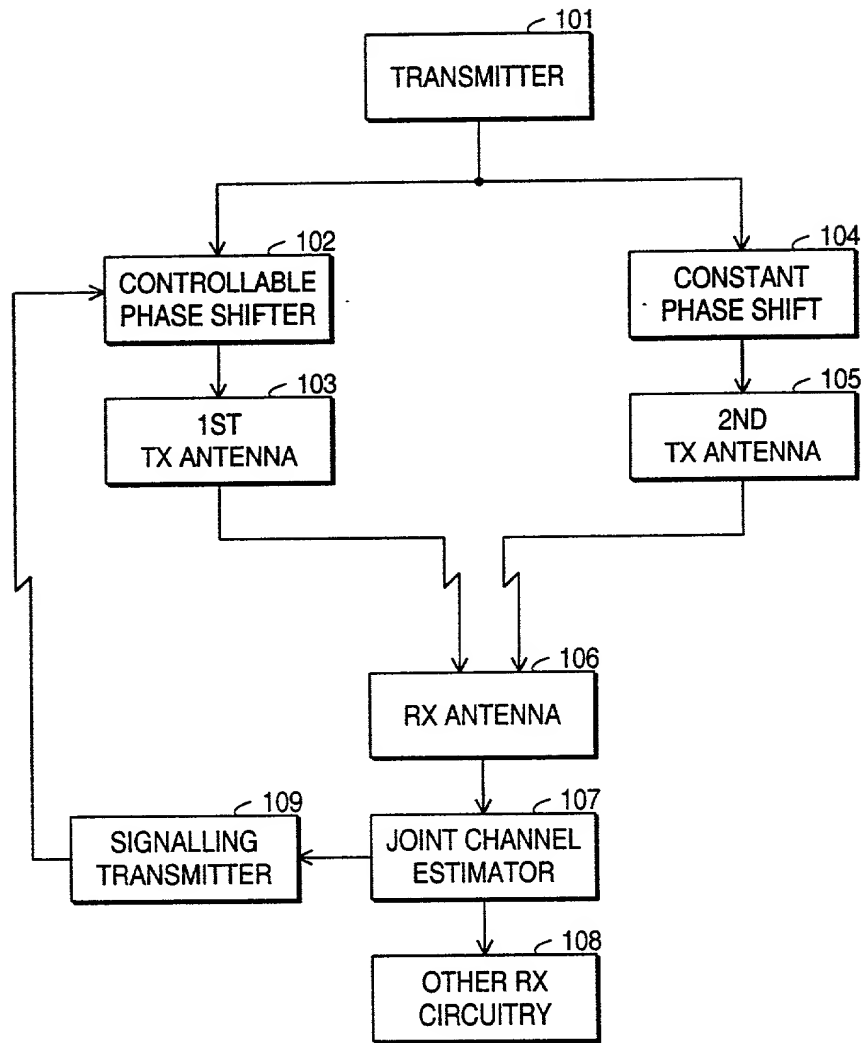 101
TRANSMITTER
102
CONTROLLABLE
PHASE SHIFTER
104
CONSTANT
PHASE SHIFT
103
1ST
TX ANTENNA
105
2ND
TX ANTENNA
106
RX ANTENNA
109
SIGNALLING
TRANSMITTER
107
JOINT CHANNEL
ESTIMATOR
108
OTHER RX
CIRCUITRY